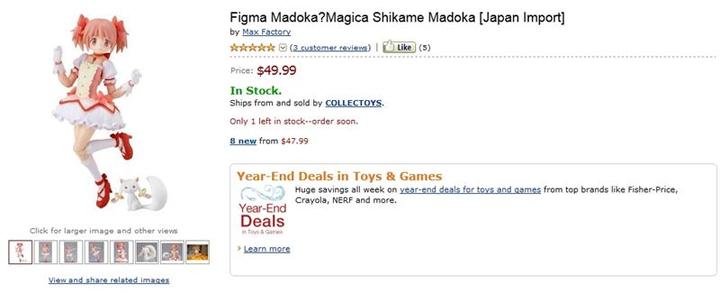 Figma Madoka?Magica Shikame Madoka [Japan Import]
by Max Factory
(3 customer reviews) | Like (5)
Price: $49.99
In Stock.
Ships from and sold by COLLECTOYS.
Only 1 left in stock--order soon.
8 new from $47.99
Year-End Deals in Toys & Games
Year-End
Deals
in Toys & Games
Huge savings all week on year-end deals for toys and games from top brands like Fisher-Price,
Crayola, NERF and more.
Learn more
Click for larger image and other views
View and share related images